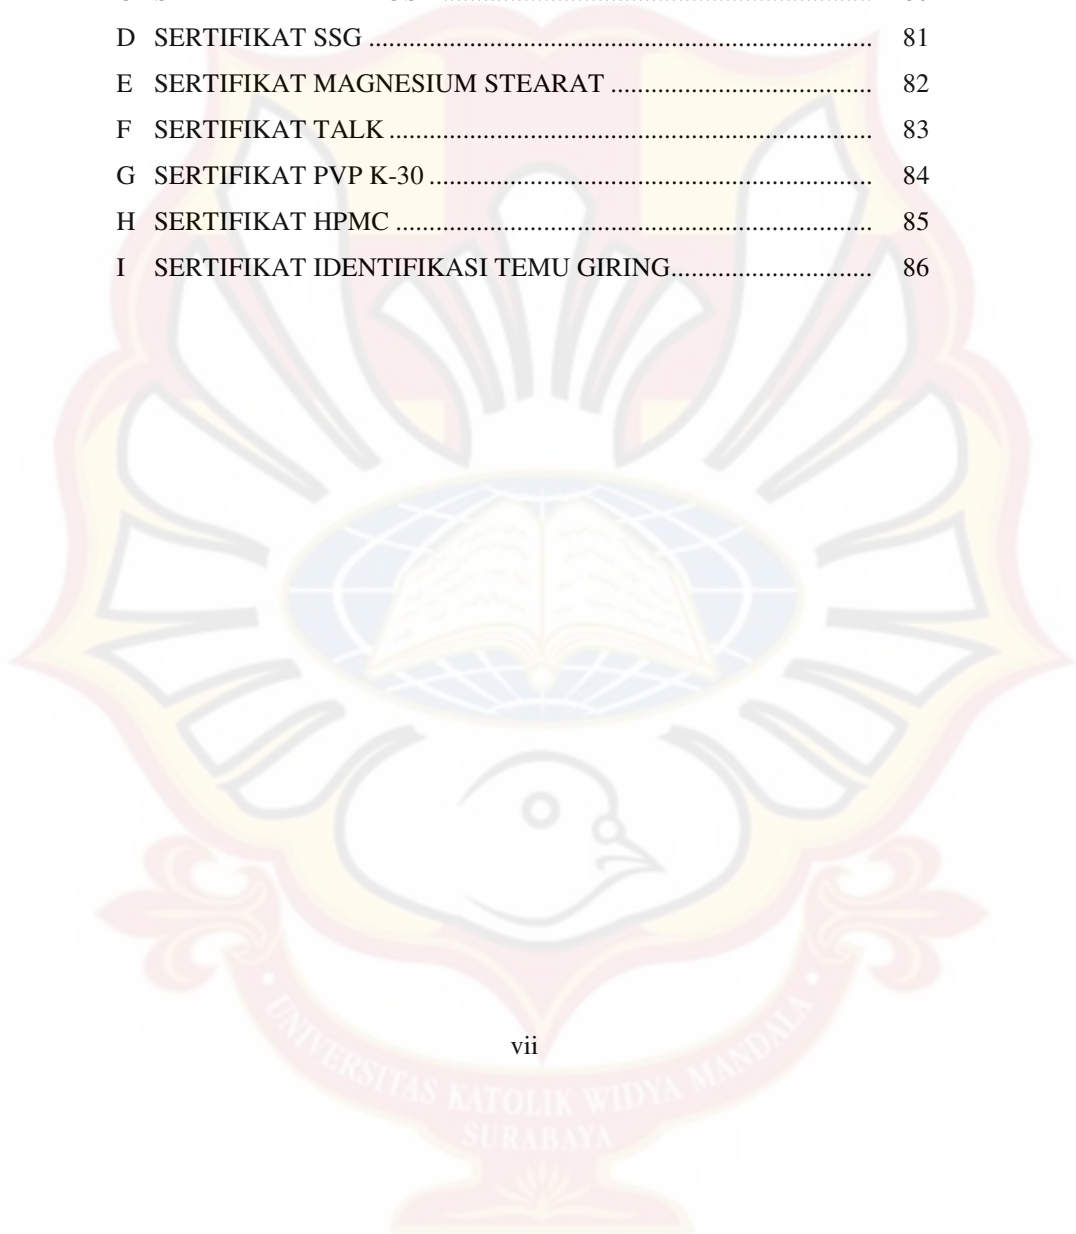 D SERTIFIKAT SSG ........................................................................... 81
E SERTIFIKAT MAGNESIUM STEARAT ....................................... 82
F SERTIFIKAT TALK ........................................................................ 83
G SERTIFIKAT PVP K-30 .................................................................. 84
H SERTIFIKAT HPMC ....................................................................... 85
I SERTIFIKAT IDENTIFIKASI TEMU GIRING.............................. 86
vii
UNIVERSITAS KATOLIK WIDYA MANDALA
SURABAYA